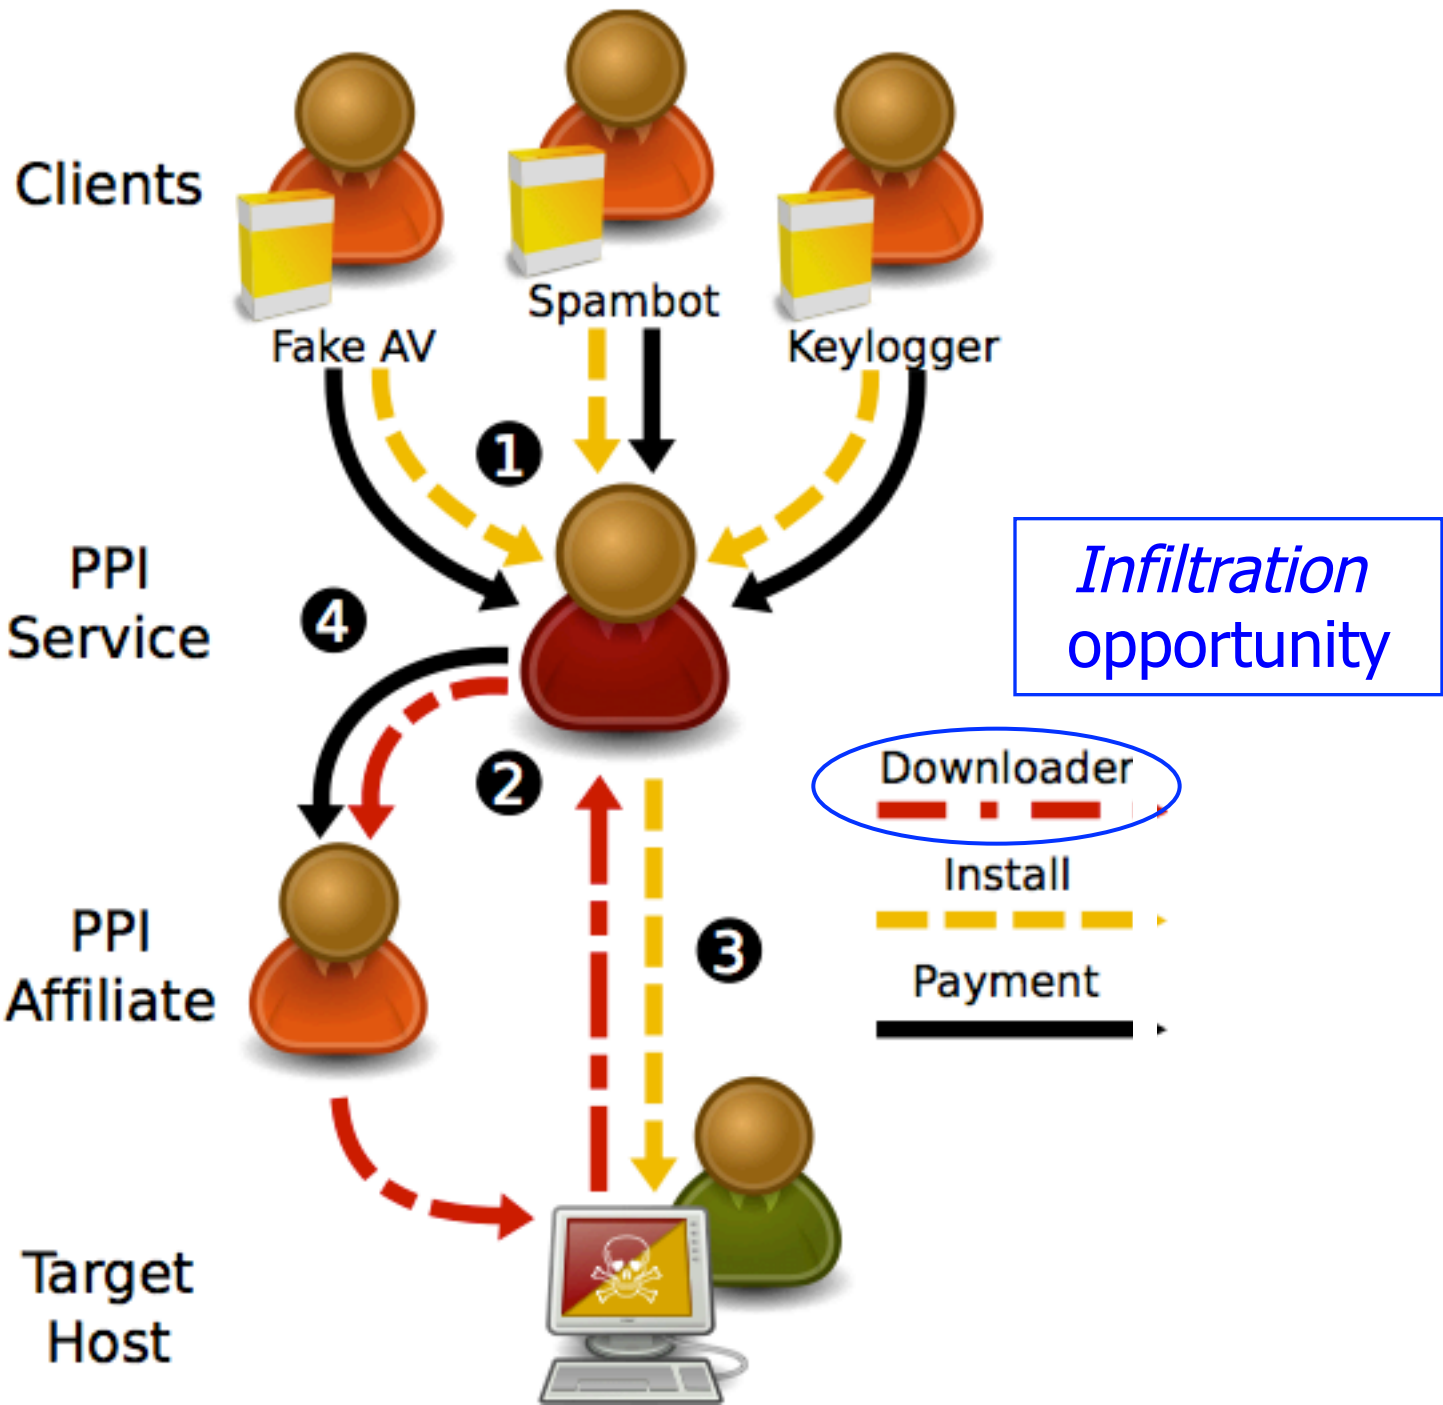 Clients
Spambot
Fake AV
Keylogger
1
PPI
Service
4
Infiltration
opportunity
2
Downloader
Install
PPI
Affiliate
3
Payment
Target
Host